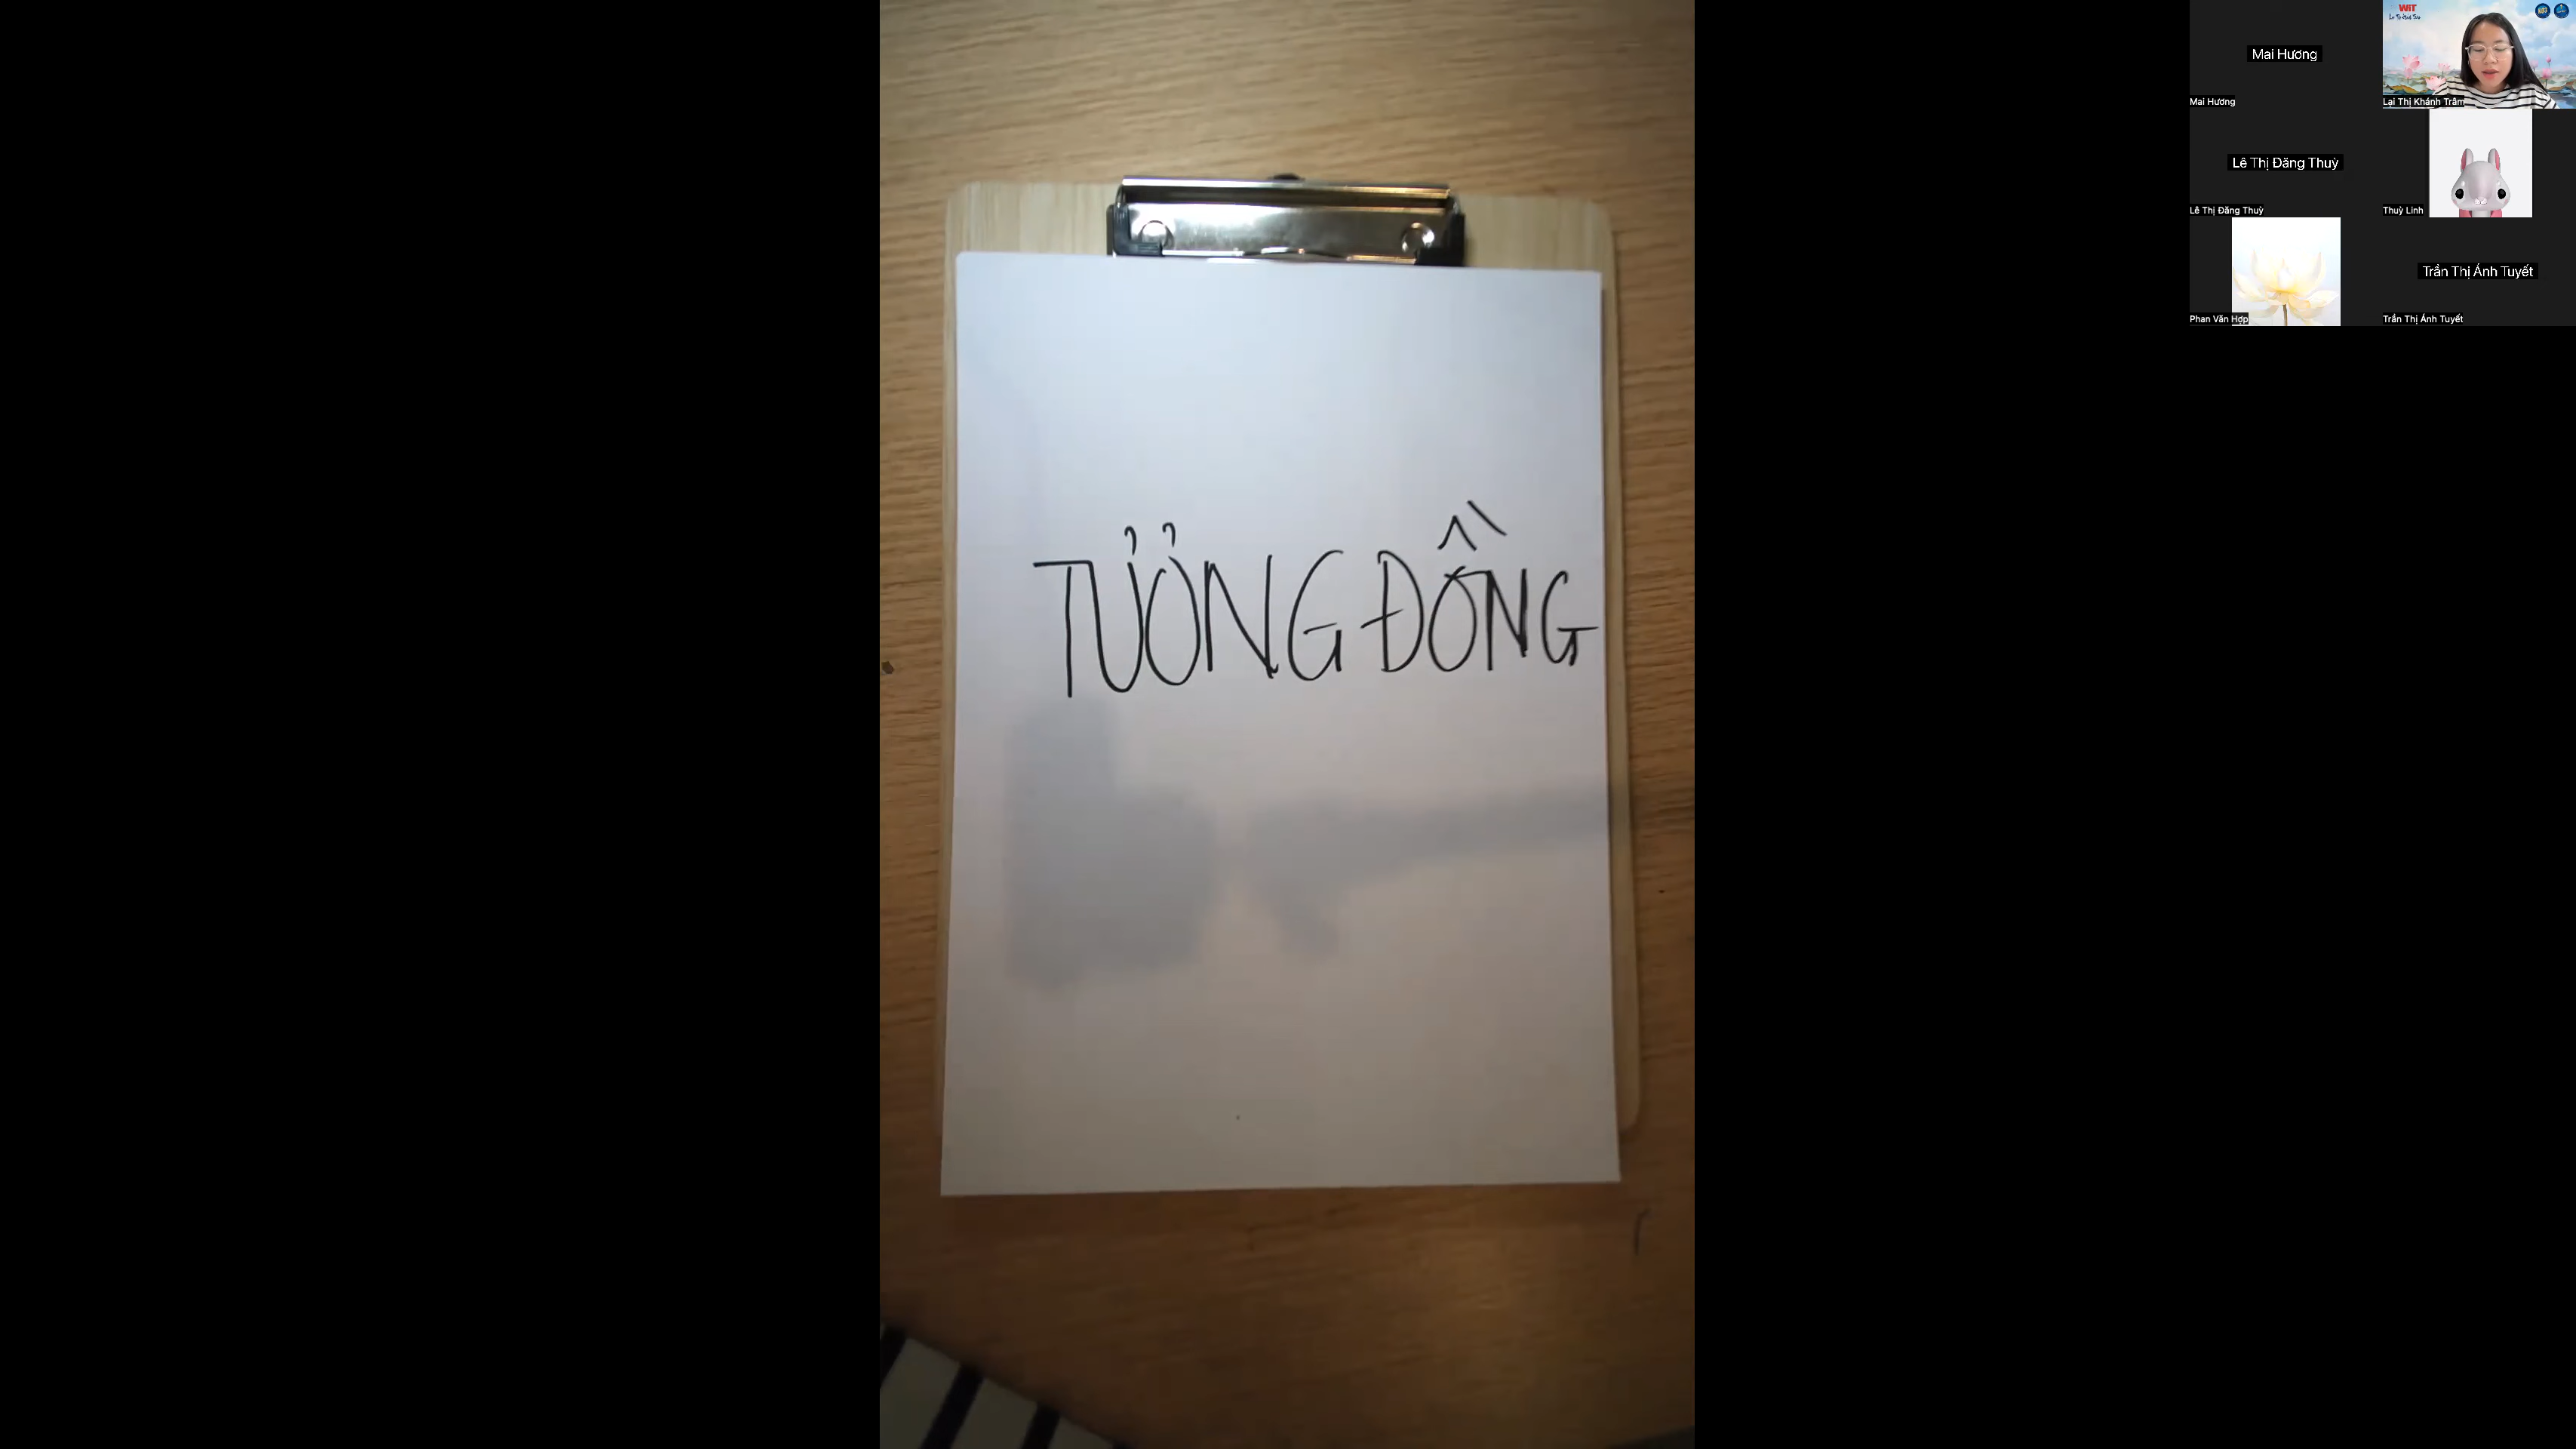 TƯỞNG ĐỒNG
Mai Hương
Mai Hương
WiT
Lại Thị Khánh Trâm
Lê Thị Đăng Thuỳ
Lê Thị Đăng Thuỳ
Thuỳ Linh
Phan Văn Hợp
Trần Thị Ánh Tuyết
Trần Thị Ánh Tuyết